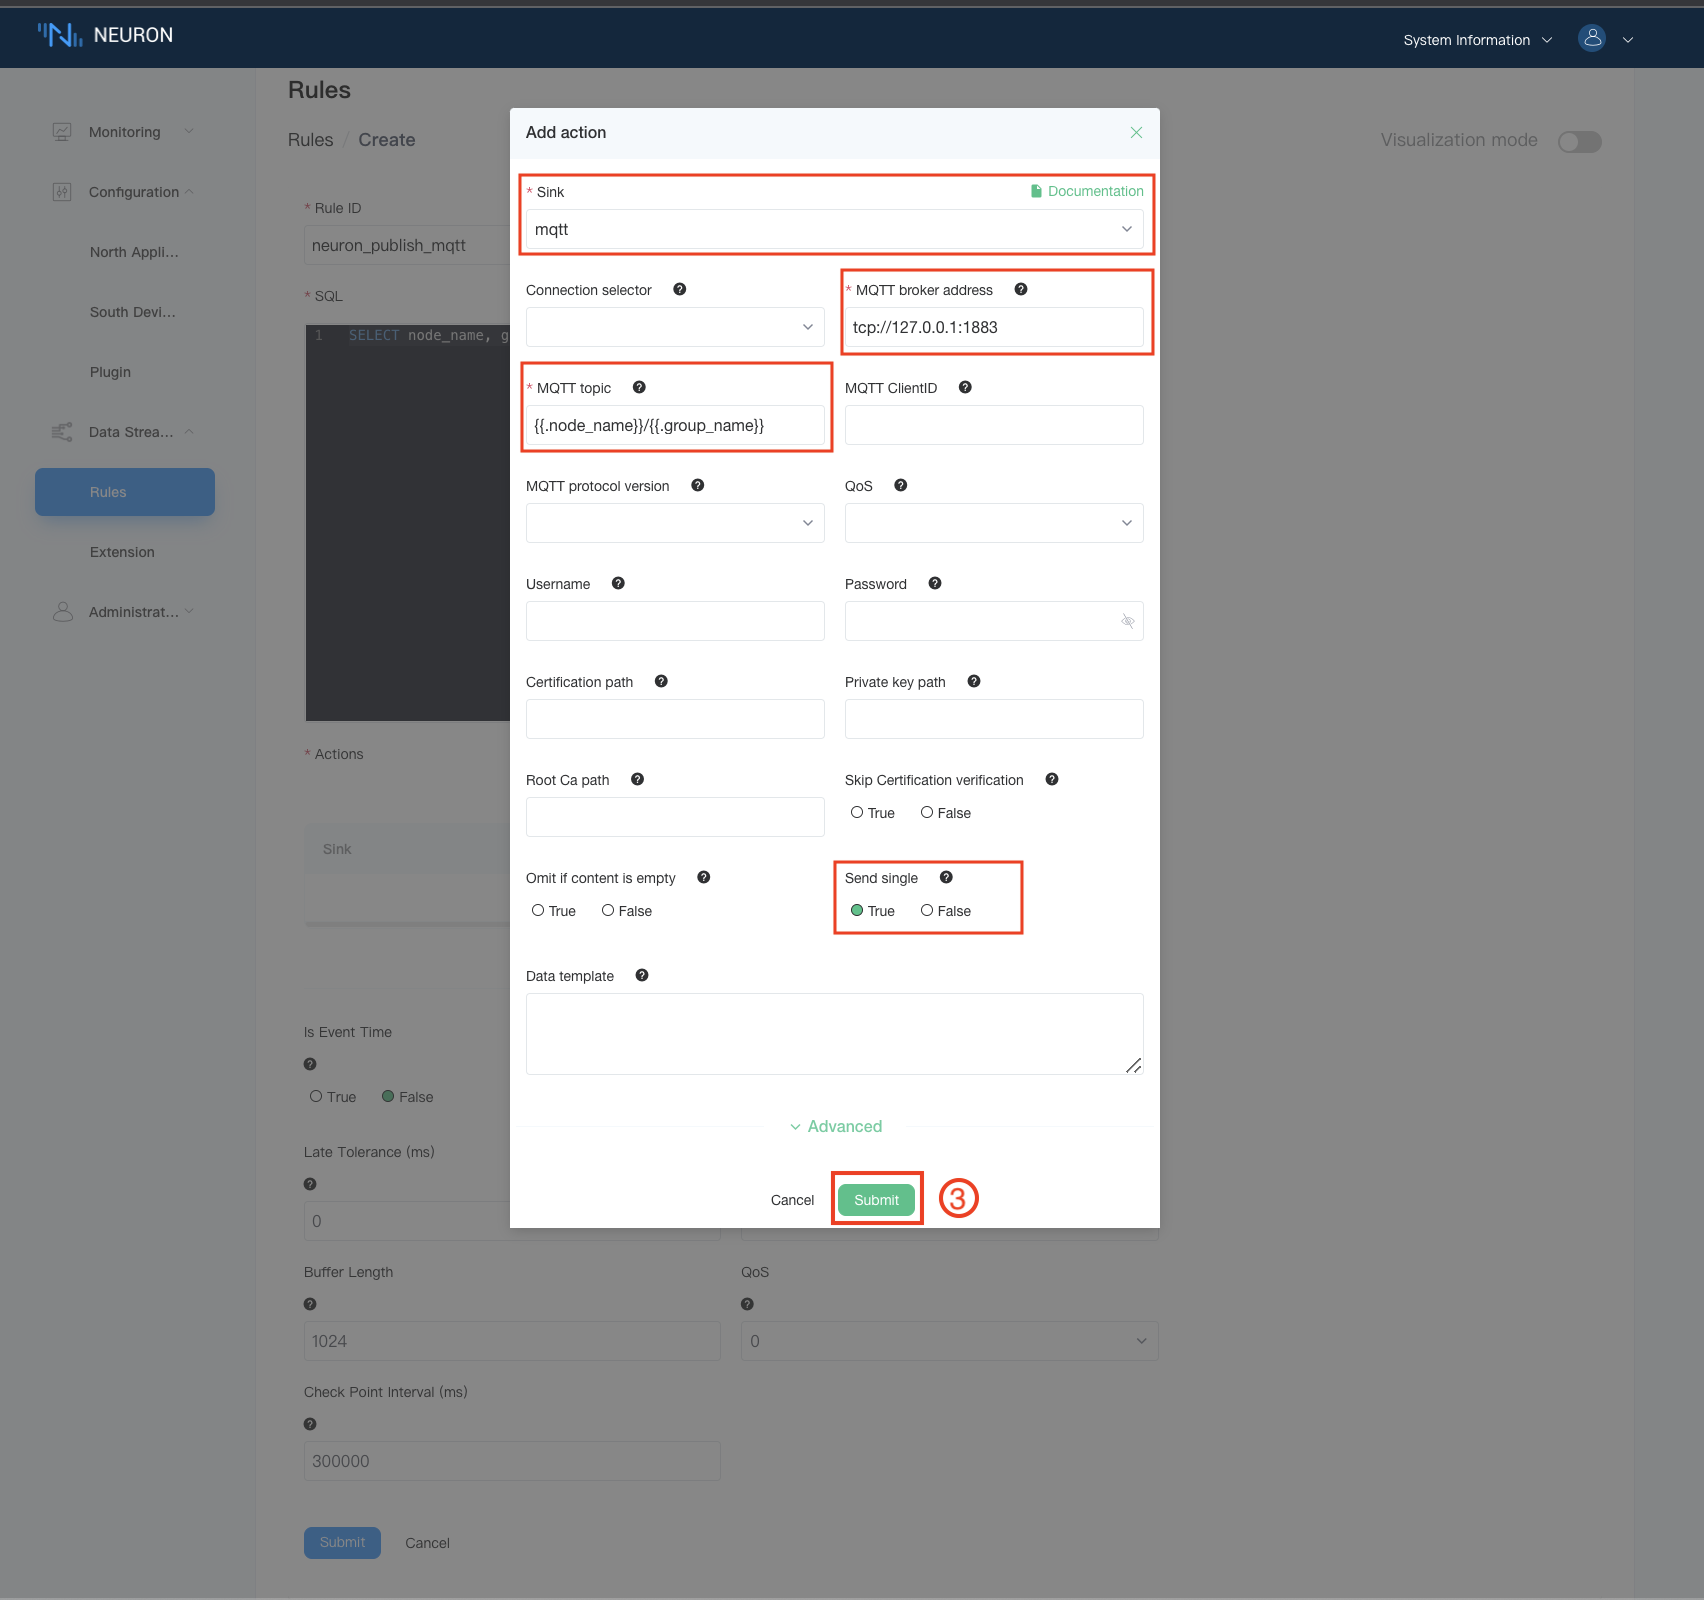 NEURON
System Information
Rules
Rules / Create
Visualization mode
Monitoring
Configuration
North Appli...
South Devi...
Plugin
Data Strea...
Rules
Extension
Administrat...
* Rule ID
neuron_publish_mqtt
* SQL
1 SELECT node_name, g
* Actions
Sink
Is Event Time
True False
Late Tolerance (ms)
0
Buffer Length
1024
QoS
0
Check Point Interval (ms)
300000
Submit Cancel
Add action
* Sink
Documentation
mqtt
Connection selector
* MQTT broker address
tcp://127.0.0.1:1883
* MQTT topic
{{.node_name}}/{{.group_name}}
MQTT ClientID
MQTT protocol version
QoS
Username
Password
Certification path
Private key path
Root Ca path
Skip Certification verification
True False
Omit if content is empty
True False
Send single
True False
Data template
Advanced
Cancel Submit
3